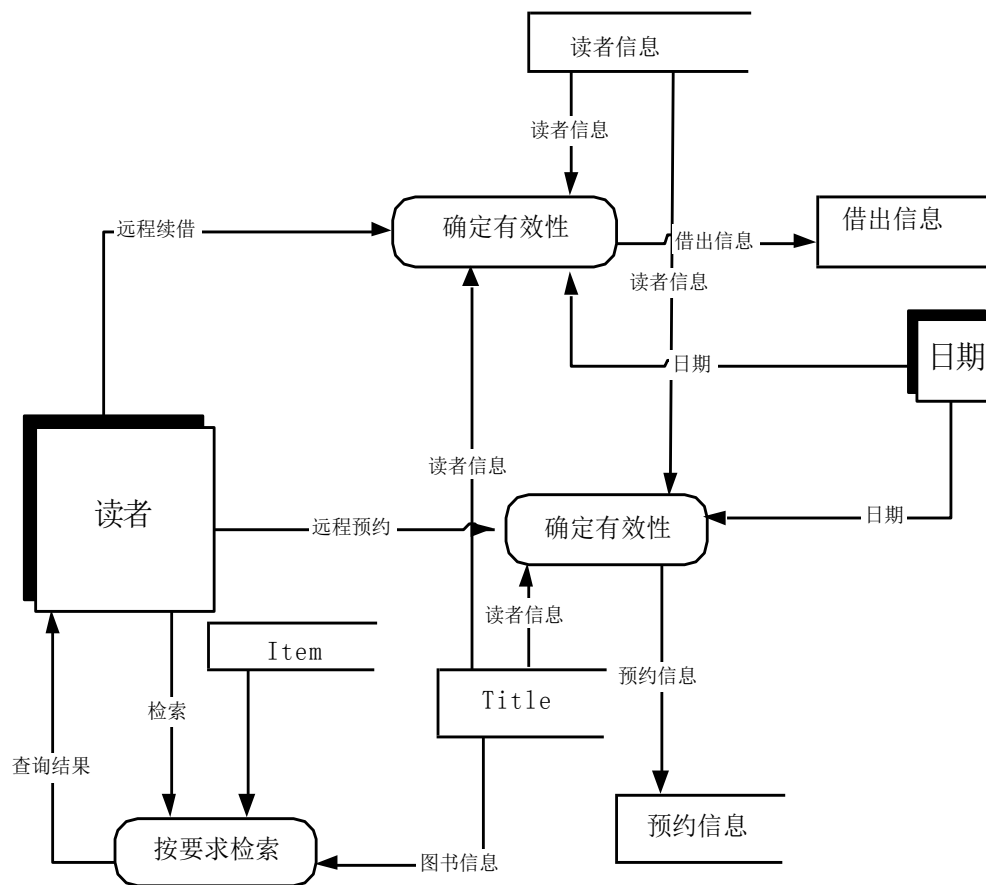 读者信息
读者信息
确定有效性
远程续借
借出信息
借出信息
读者信息
日期
日期
读者信息
读者
远程预约
确定有效性
日期
读者信息
Item
预约信息
Title
检索
查询结果
预约信息
按要求检索
图书信息